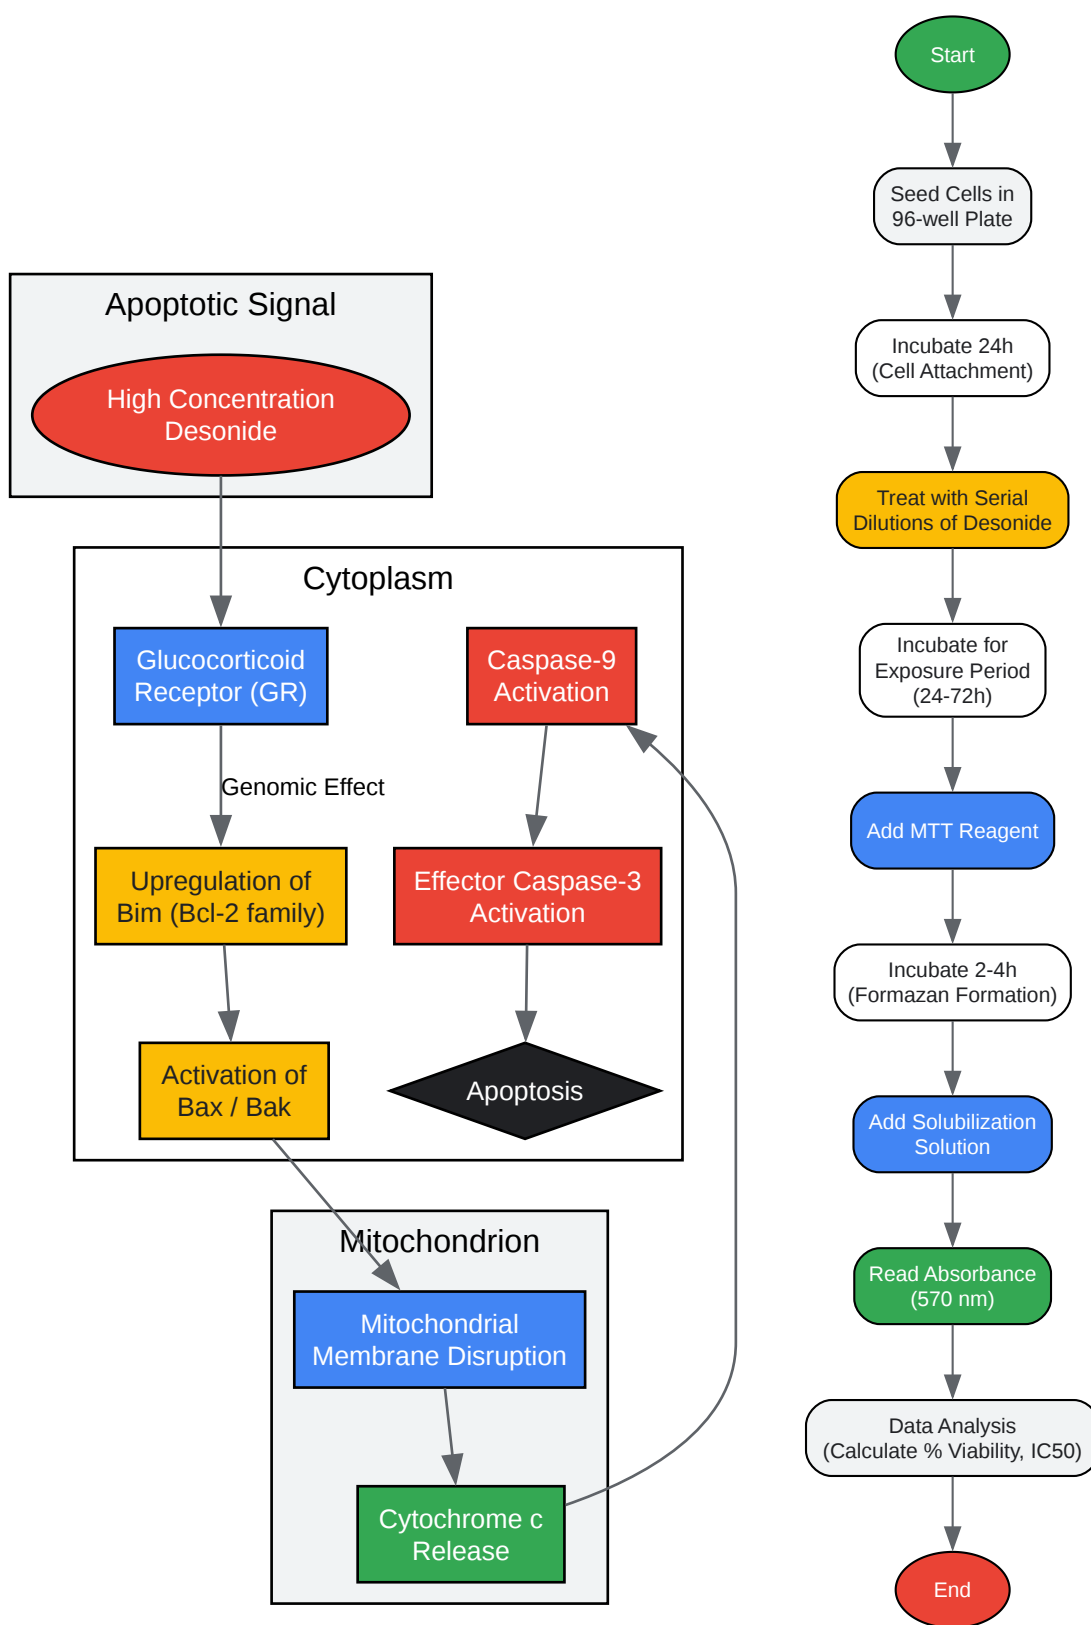 Apoptotic Signal
High Concentration
Desonide
Cytoplasm
Glucocorticoid
Receptor (GR)
Genomic Effect
Upregulation of
Bim (Bcl-2 family)
Activation of
Bax / Bak
Caspase-9
Activation
Effector Caspase-3
Activation
Apoptosis
Mitochondrion
Mitochondrial
Membrane Disruption
Cytochrome c
Release
Start
Seed Cells in
96-well Plate
Incubate 24h
(Cell Attachment)
Treat with Serial
Dilutions of Desonide
Incubate for
Exposure Period
(24-72h)
Add MTT Reagent
Incubate 2-4h
(Formazan Formation)
Add Solubilization
Solution
Read Absorbance
(570 nm)
Data Analysis
(Calculate % Viability, IC50)
End